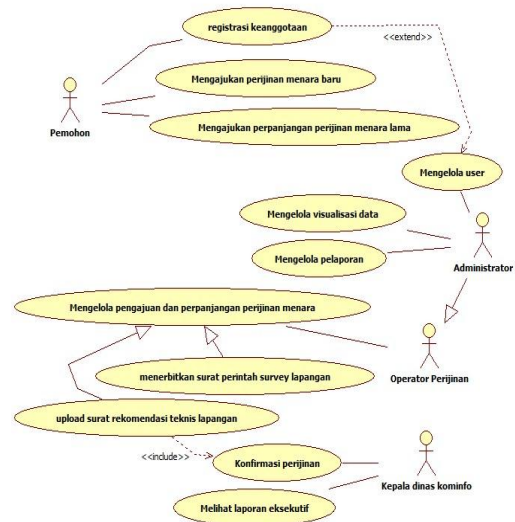 registrasi keanggotaan
<<extend>>
Mengajukan perijinan menara baru
Pemohon
Mengajukan perpanjangan perijinan menara lama
Mengelola user
Mengelola visualisasi data
Mengelola pelaporan
Administrator
Mengelola pengajuan dan perpanjangan perijinan menara
menerbitkan surat perintah survey lapangan
Operator Perijinan
upload surat rekomendasi teknis lapangan
<<include>>
Konfirmasi perijinan
Kepala dinas kominfo
Melihat laporan eksekutif